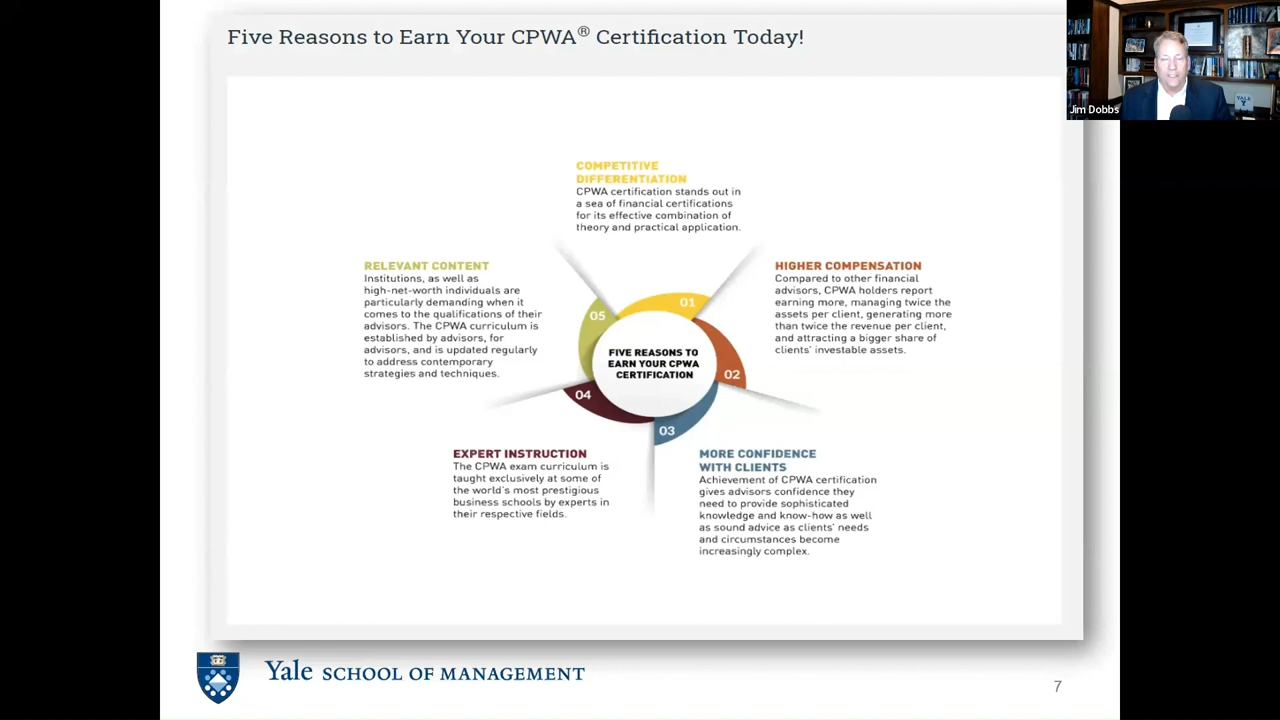 Five Reasons to Earn Your CPWA® Certification Today!
Jim Dobbs
COMPETITIVE
DIFFERENTIATION
CPWA certification stands out in
a sea of financial certifications
for its effective combination of
theory and practical application.
01
HIGHER COMPENSATION
Compared to other financial
advisors, CPWA holders report
earning more, managing twice the
assets per client, generating more
than twice the revenue per client,
and attracting a bigger share of
clients' investable assets.
02
MORE CONFIDENCE
WITH CLIENTS
Achievement of CPWA certification
gives advisors confidence they
need to provide sophisticated
knowledge and know-how as well
as sound advice as clients' needs
and circumstances become
increasingly complex.
03
EXPERT INSTRUCTION
The CPWA exam curriculum is
taught exclusively at some of
the world's most prestigious
business schools by experts in
their respective fields.
04
RELEVANT CONTENT
Institutions, as well as
high-net-worth individuals are
particularly demanding when it
comes to the qualifications of their
advisors. The CPWA curriculum is
established by advisors, for
advisors, and is updated regularly
to address contemporary
strategies and techniques.
05
FIVE REASONS TO
EARN YOUR CPWA
CERTIFICATION
Yale SCHOOL OF MANAGEMENT
7
YALE
Y